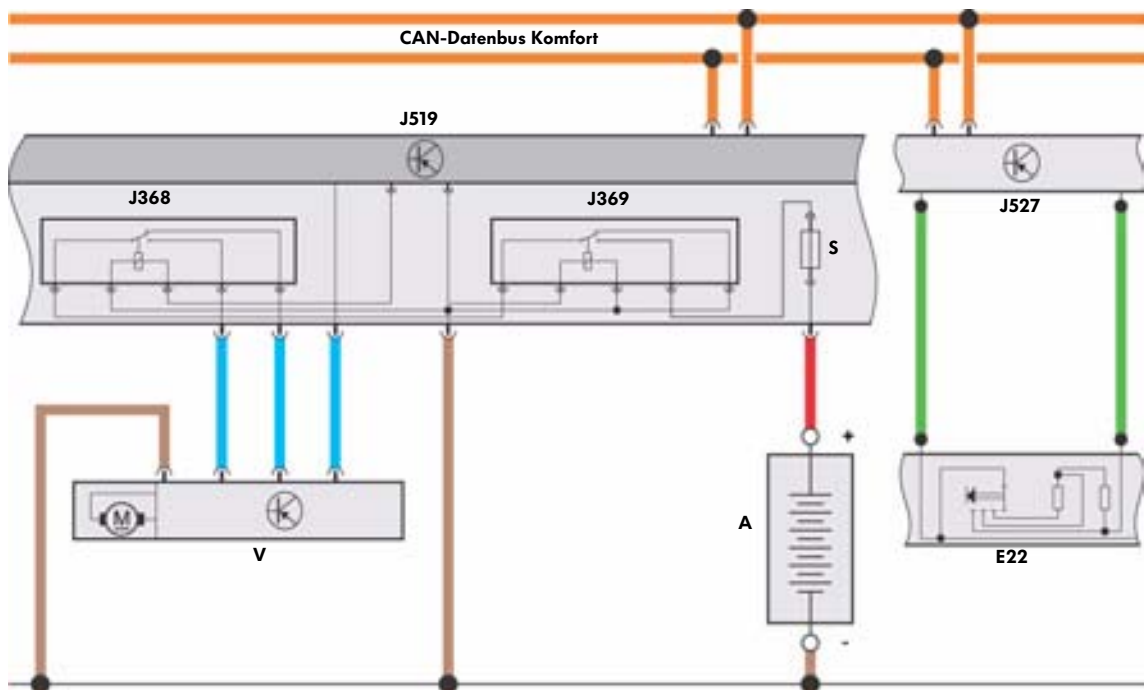 CAN-Datenbus Komfort
J519
J368
J369
J527
S
M
V
A
+
-
E22